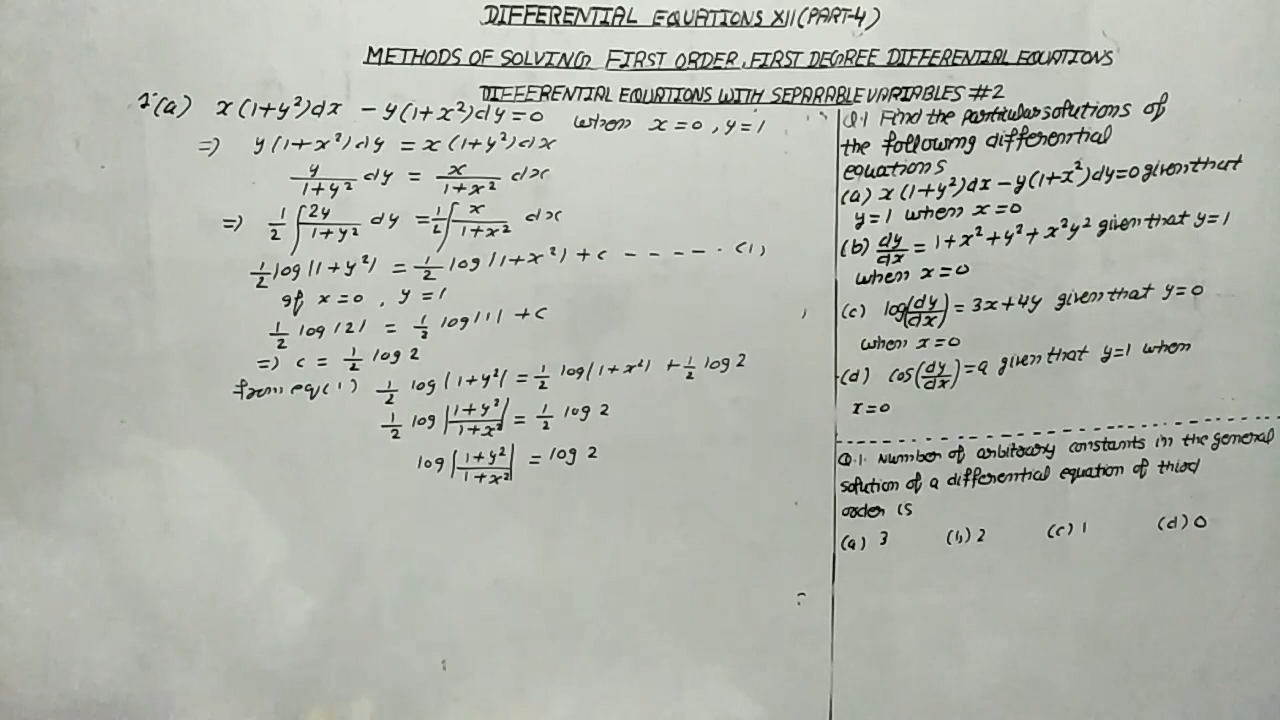 DIFFERENTIAL EQUATIONS XII (PART-4)
METHODS OF SOLVING FIRST ORDER, FIRST DEGREE DIFFERENTIAL EQUATIONS
DIFFERENTIAL EQUATIONS WITH SEPARABLE VARIABLES #2
1(a) x(1+y²)dx - y(1+x²)dy=0 when x=0, y=1
=> y(1+x²)dy = x(1+y²)dx
y/(1+y²) dy = x/(1+x²) dx
=> 1/2 ∫ 2y/(1+y²) dy = 1/2 ∫ x/(1+x²) dx
1/2 log|1+y²| = 1/2 log|1+x²| + c - - - - · (1)
If x=0, y=1
1/2 log|2| = 1/2 log|1| + c
=> c = 1/2 log 2
from eq(1) 1/2 log|1+y²| = 1/2 log|1+x²| + 1/2 log 2
1/2 log|(1+y²)/(1+x²)| = 1/2 log 2
log|(1+y²)/(1+x²)| = log 2
Q.1 Find the particular solutions of
the following differential
equations
(a) x(1+y²)dx-y(1+x²)dy=0 given that
y=1 when x=0
(b) dy/dx = 1+x²+y²+x²y² given that y=1
when x=0
(c) log(dy/dx) = 3x+4y given that y=0
when x=0
(d) cos(dy/dx)=a given that y=1 when
x=0
Q.1. Number of arbitrary constants in the general
solution of a differential equation of third
order is
(a) 3 (b) 2 (c) 1 (d) 0